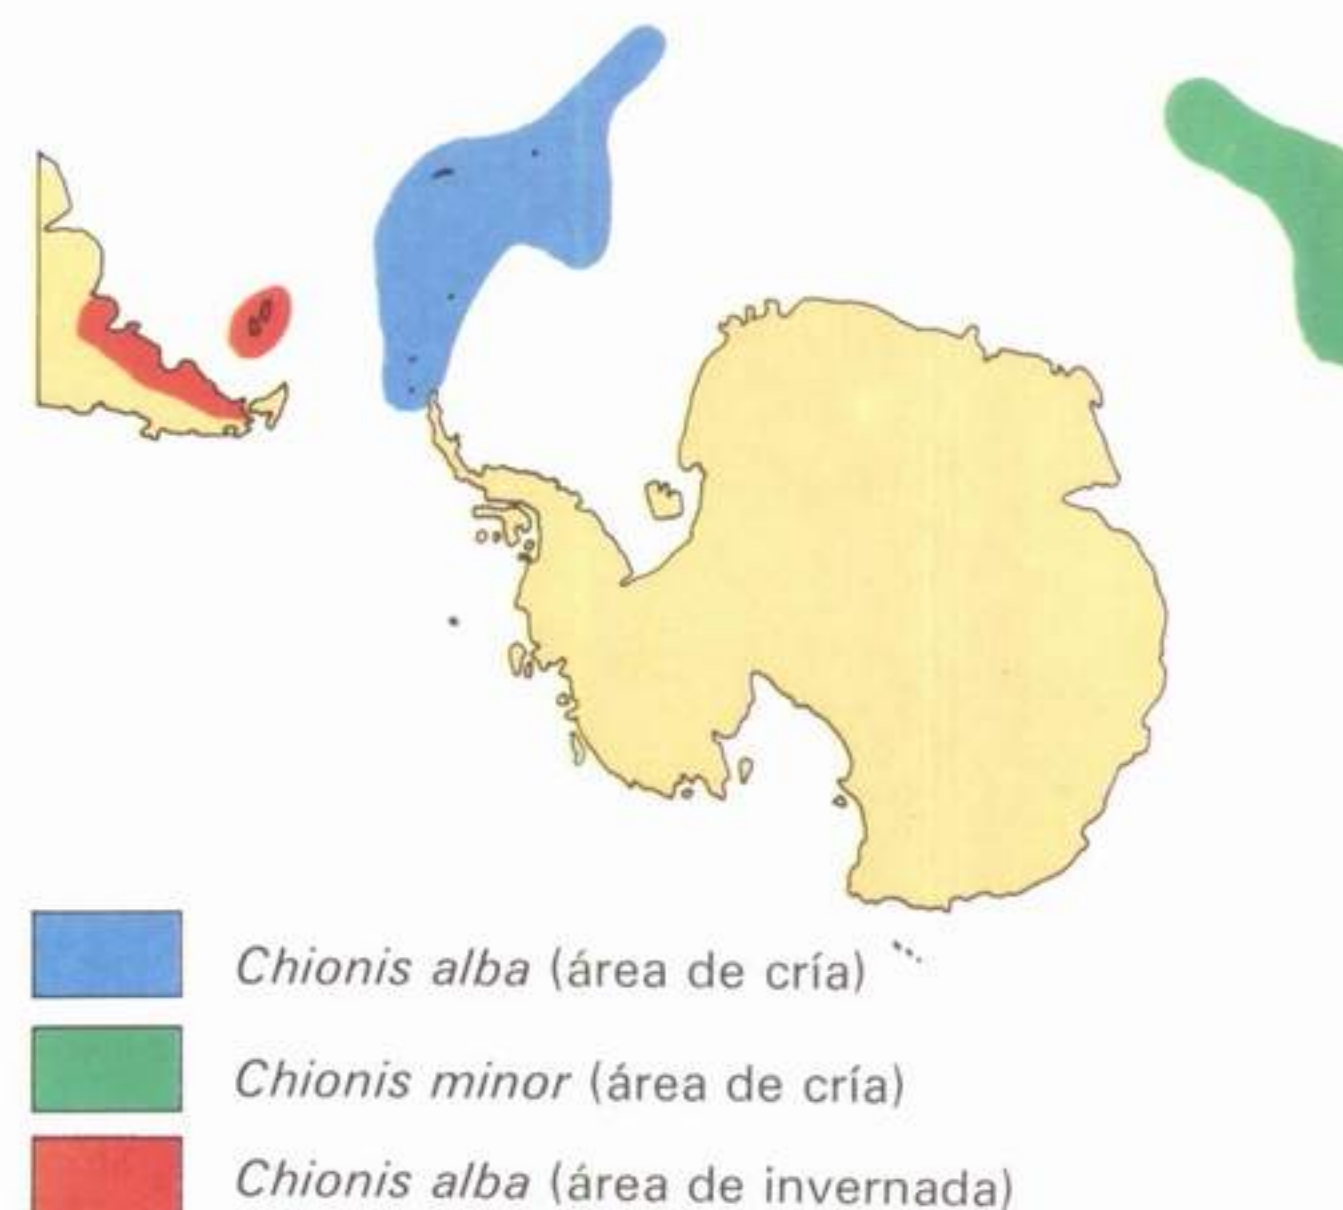 Chionis alba (área de cría)
Chionis minor (área de cría)
Chionis alba (área de invernada)